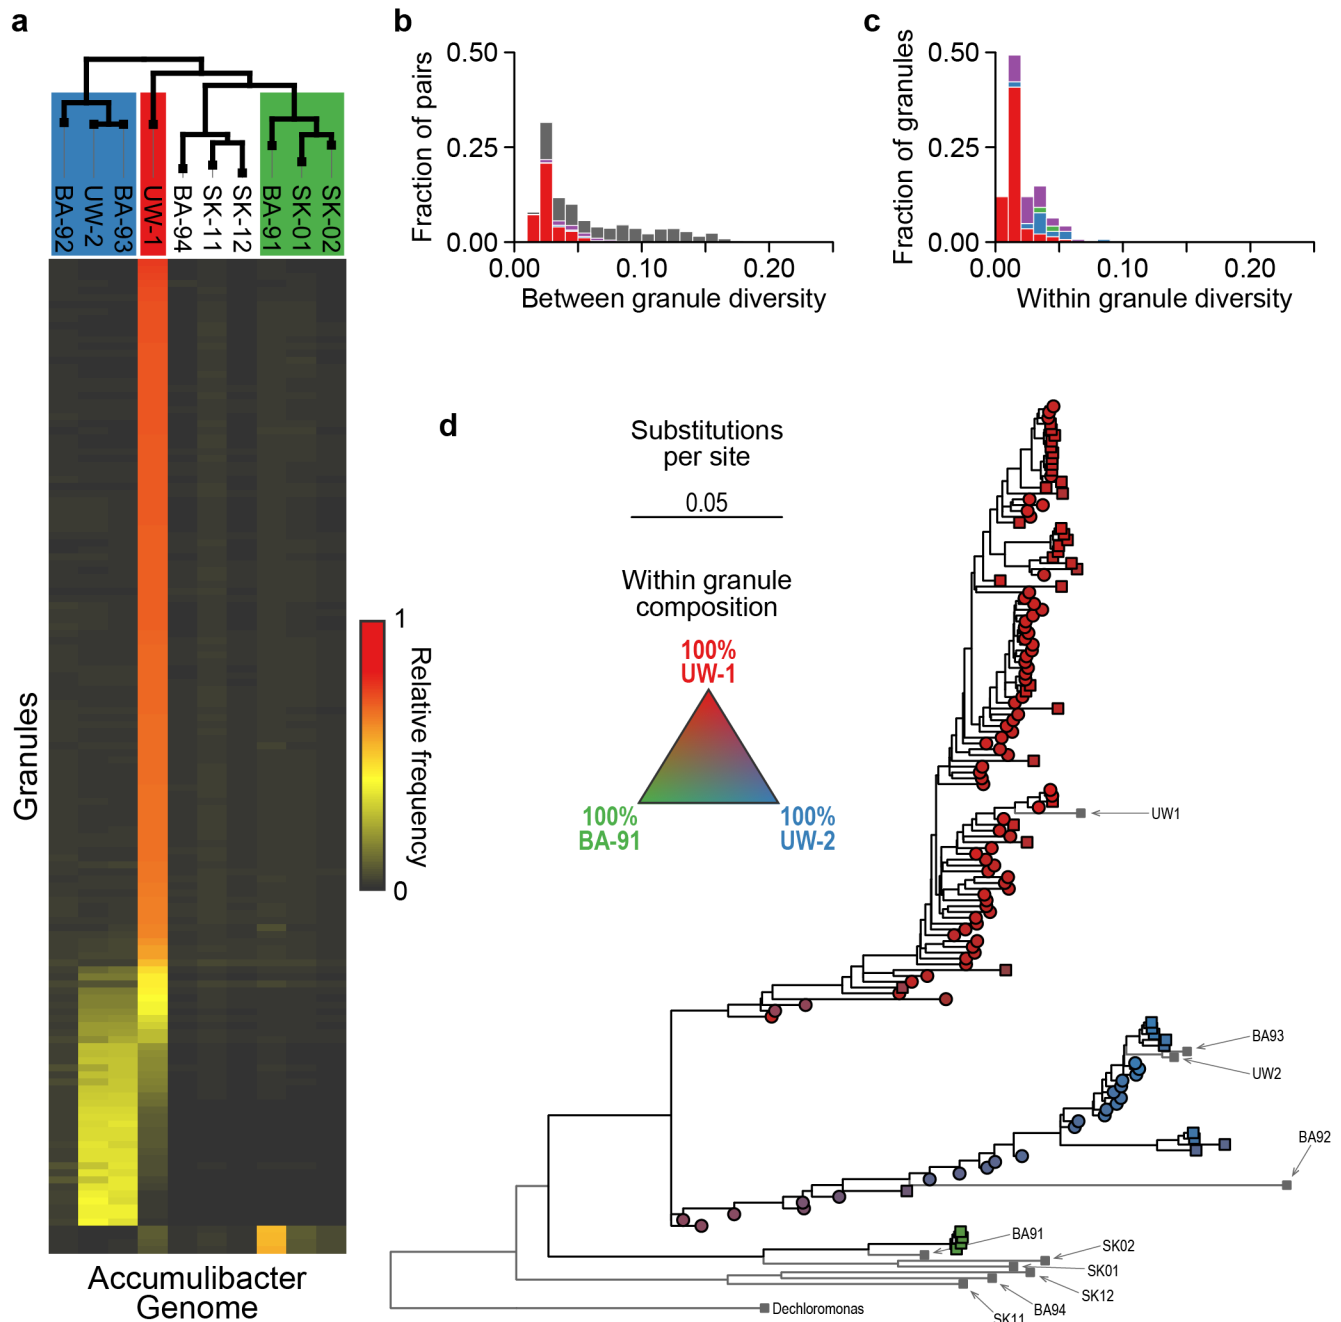 a
BA-92
UW-2
BA-93
UW-1
BA-94
SK-11
SK-12
BA-91
SK-01
SK-02
Granules
1
0
Relative frequency
Accumulibacter
Genome
b
Fraction of pairs
0.50
0.25
0.00
0.00
0.10
0.20
Between granule diversity
c
Fraction of granules
0.50
0.25
0.00
0.00
0.10
0.20
Within granule diversity
d
Substitutions
per site
0.05
Within granule
composition
100%
UW-1
100%
BA-91
100%
UW-2
UW1
BA93
UW2
BA92
BA91
SK02
SK01
SK12
BA94
SK11
Dechloromonas